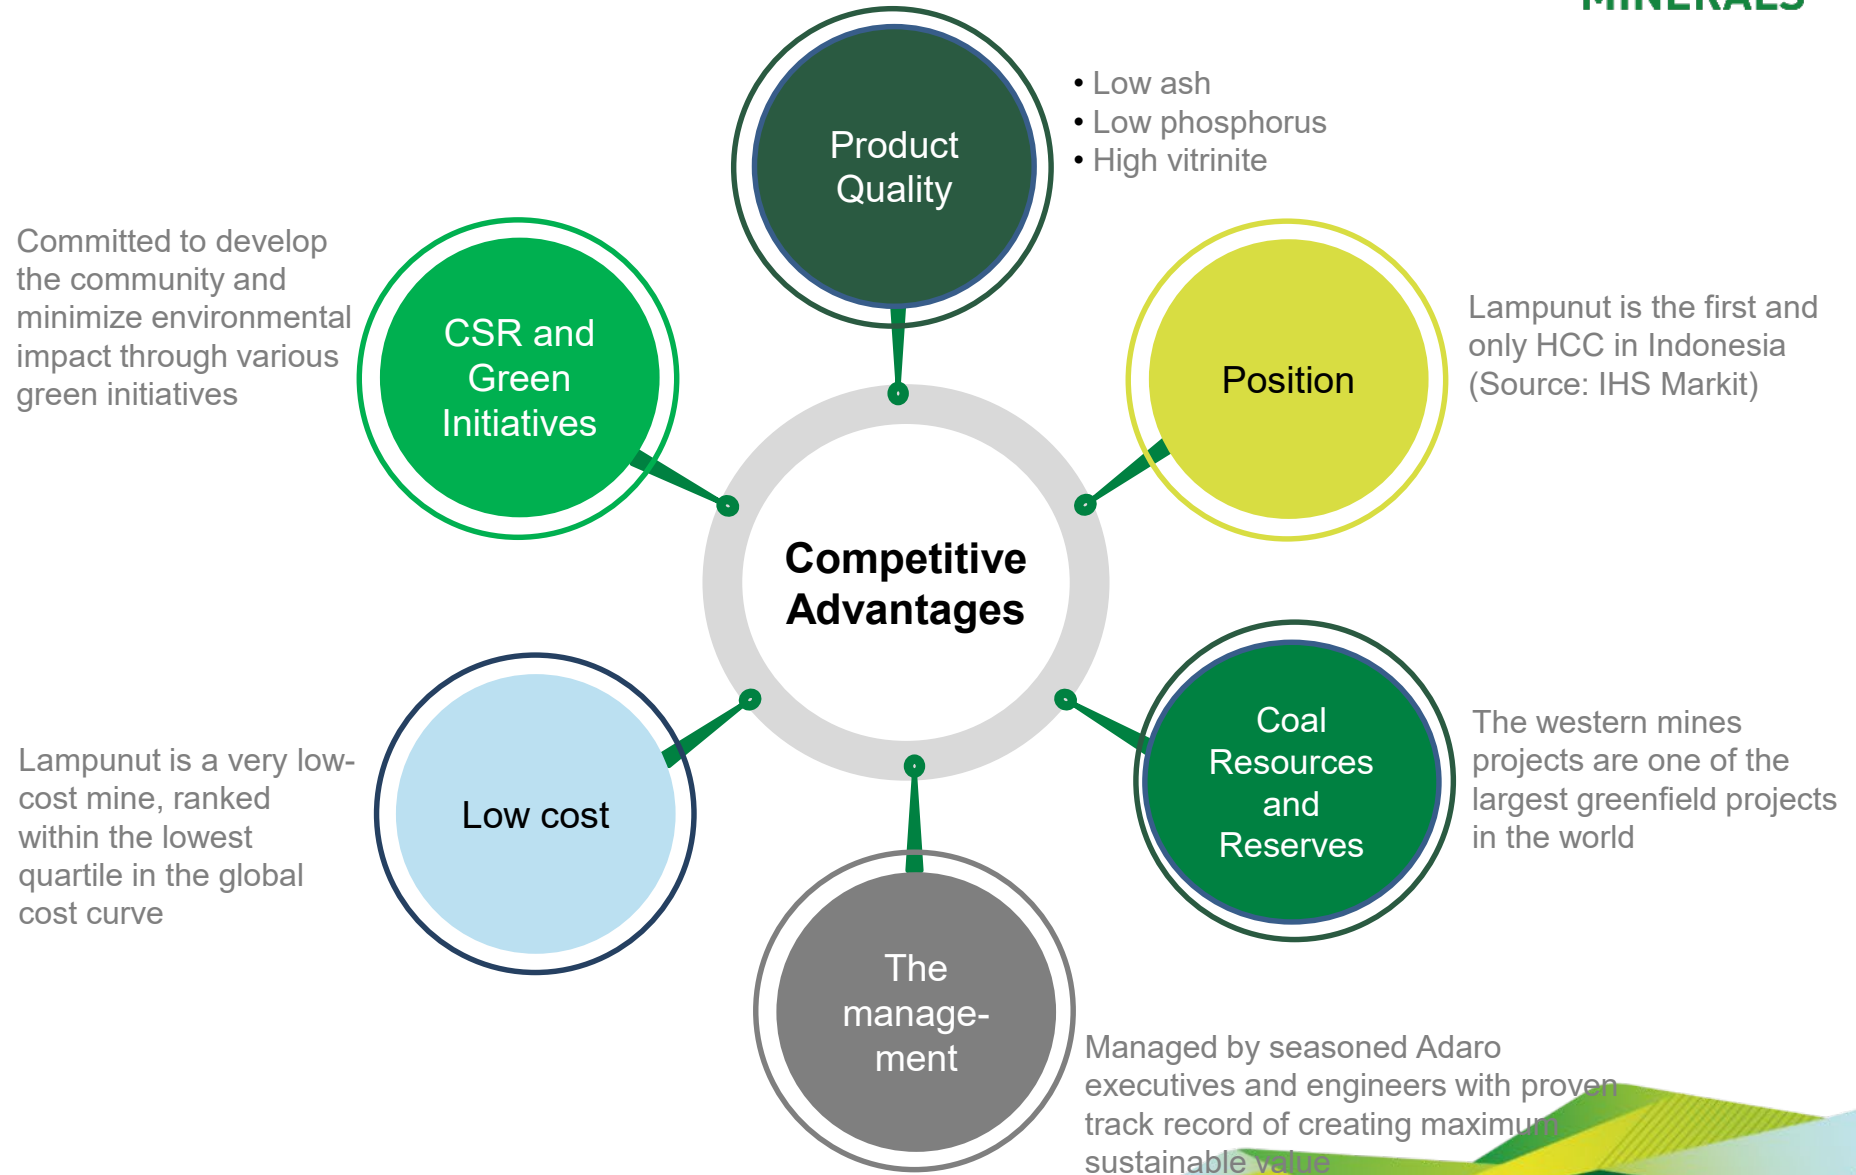 MINERALS
Product
Quality
• Low ash
• Low phosphorus
• High vitrinite
Committed to develop
the community and
minimize environmental
impact through various
green initiatives
CSR and
Green
Initiatives
Position
Lampunut is the first and
only HCC in Indonesia
(Source: IHS Markit)
Competitive
Advantages
Lampunut is a very low-
cost mine, ranked
within the lowest
quartile in the global
cost curve
Low cost
Coal
Resources
and
Reserves
The western mines
projects are one of the
largest greenfield projects
in the world
The
manage-
ment
Managed by seasoned Adaro
executives and engineers with proven
track record of creating maximum
sustainable value